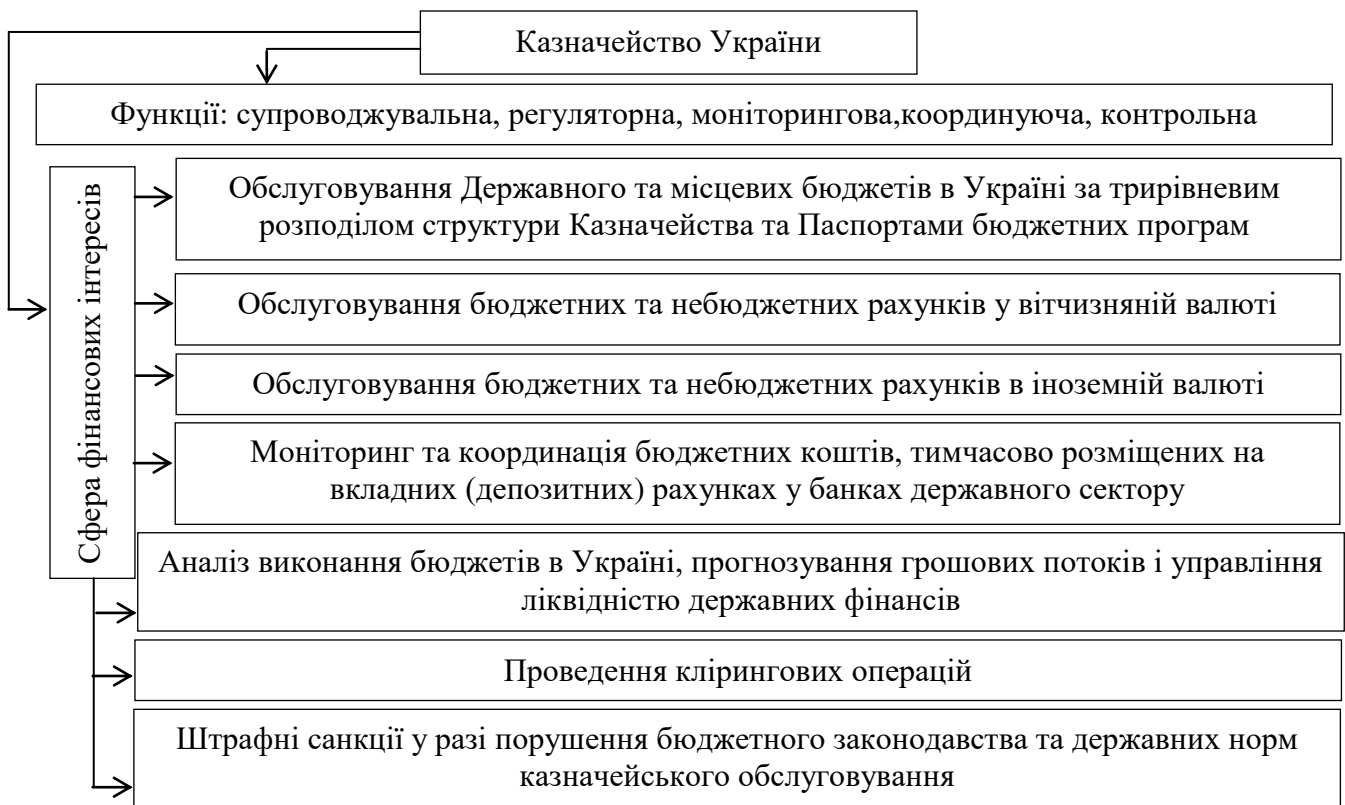 Казначейство України
Функції: супроводжувальна, регуляторна, моніторингова,координуюча, контрольна
Сфера фінансових інтересів
Обслуговування Державного та місцевих бюджетів в Україні за трирівневим
розподілом структури Казначейства та Паспортами бюджетних програм
Обслуговування бюджетних та небюджетних рахунків у вітчизняній валюті
Обслуговування бюджетних та небюджетних рахунків в іноземній валюті
Моніторинг та координація бюджетних коштів, тимчасово розміщених на
вкладних (депозитних) рахунках у банках державного сектору
Аналіз виконання бюджетів в Україні, прогнозування грошових потоків і управління
ліквідністю державних фінансів
Проведення клірингових операцій
Штрафні санкції у разі порушення бюджетного законодавства та державних норм
казначейського обслуговування